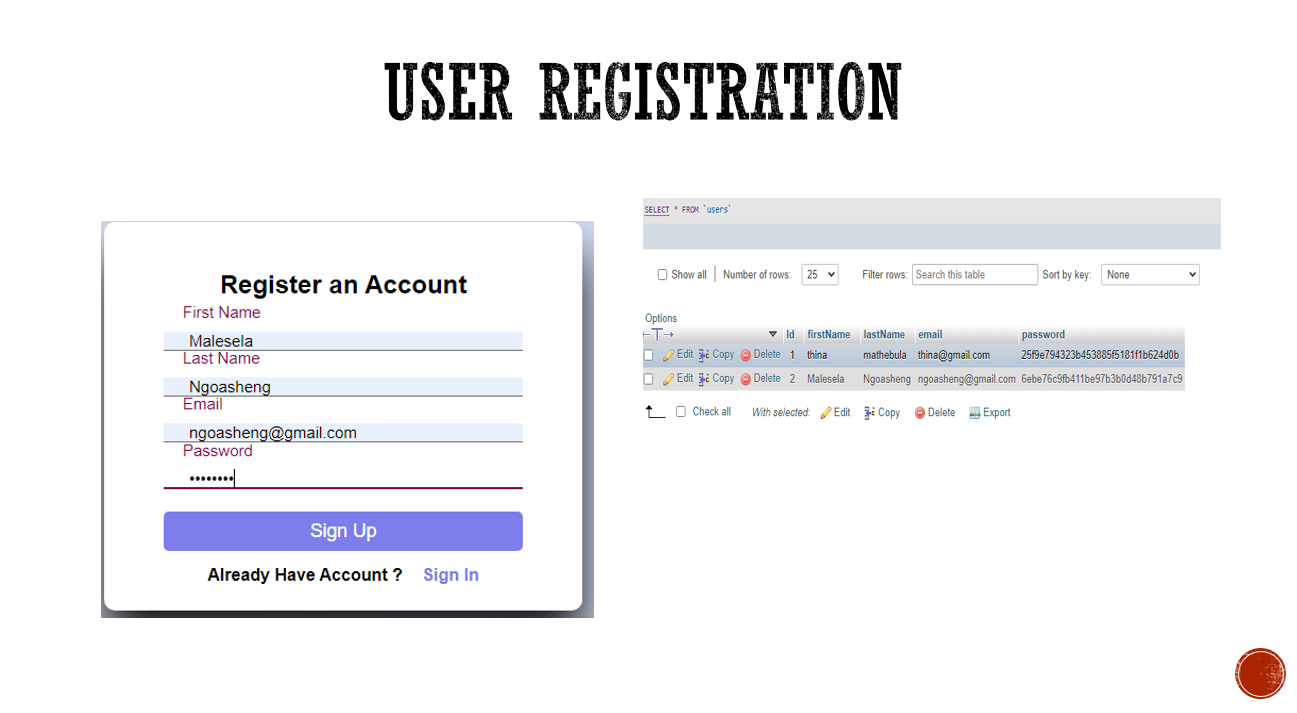 USER REGISTRATION
Register an Account
First Name
Malesela
Last Name
Ngoasheng
Email
ngoasheng@gmail.com
Password
••••••••
Sign Up
Already Have Account ? Sign In
SELECT * FROM `users`
Show all Number of rows: 25 Filter rows: Search this table Sort by key: None
Options
Id firstName lastName email password
Edit Copy Delete 1 thina mathebula thina@gmail.com 25f9e794323b453885f5181f1b624d0b
Edit Copy Delete 2 Malesela Ngoasheng ngoasheng@gmail.com 6ebe76c9fb411be97b3b0d48b791a7c9
Check all With selected: Edit Copy Delete Export